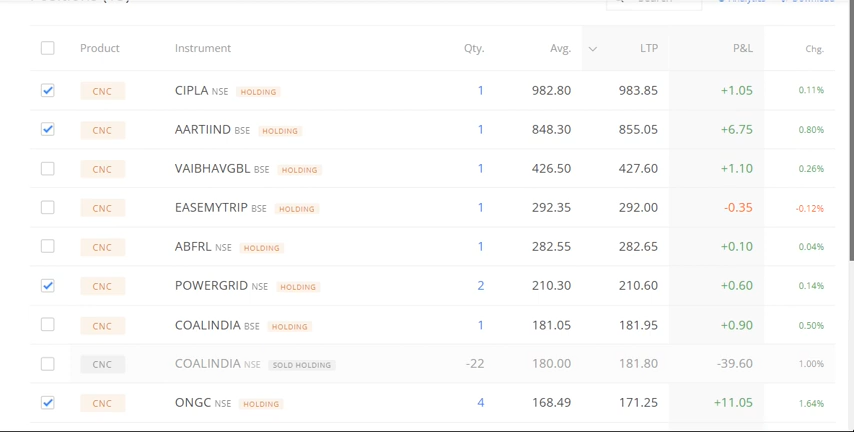 Product Instrument Qty. Avg. LTP P&L Chg.
CNC CIPLA NSE HOLDING 1 982.80 983.85 +1.05 0.11%
CNC AARTIIND BSE HOLDING 1 848.30 855.05 +6.75 0.80%
CNC VAIBHAVGBL BSE HOLDING 1 426.50 427.60 +1.10 0.26%
CNC EASEMYTRIP BSE HOLDING 1 292.35 292.00 -0.35 -0.12%
CNC ABFRL NSE HOLDING 1 282.55 282.65 +0.10 0.04%
CNC POWERGRID NSE HOLDING 2 210.30 210.60 +0.60 0.14%
CNC COALINDIA BSE HOLDING 1 181.05 181.95 +0.90 0.50%
CNC COALINDIA NSE SOLD HOLDING -22 180.00 181.80 -39.60 1.00%
CNC ONGC NSE HOLDING 4 168.49 171.25 +11.05 1.64%